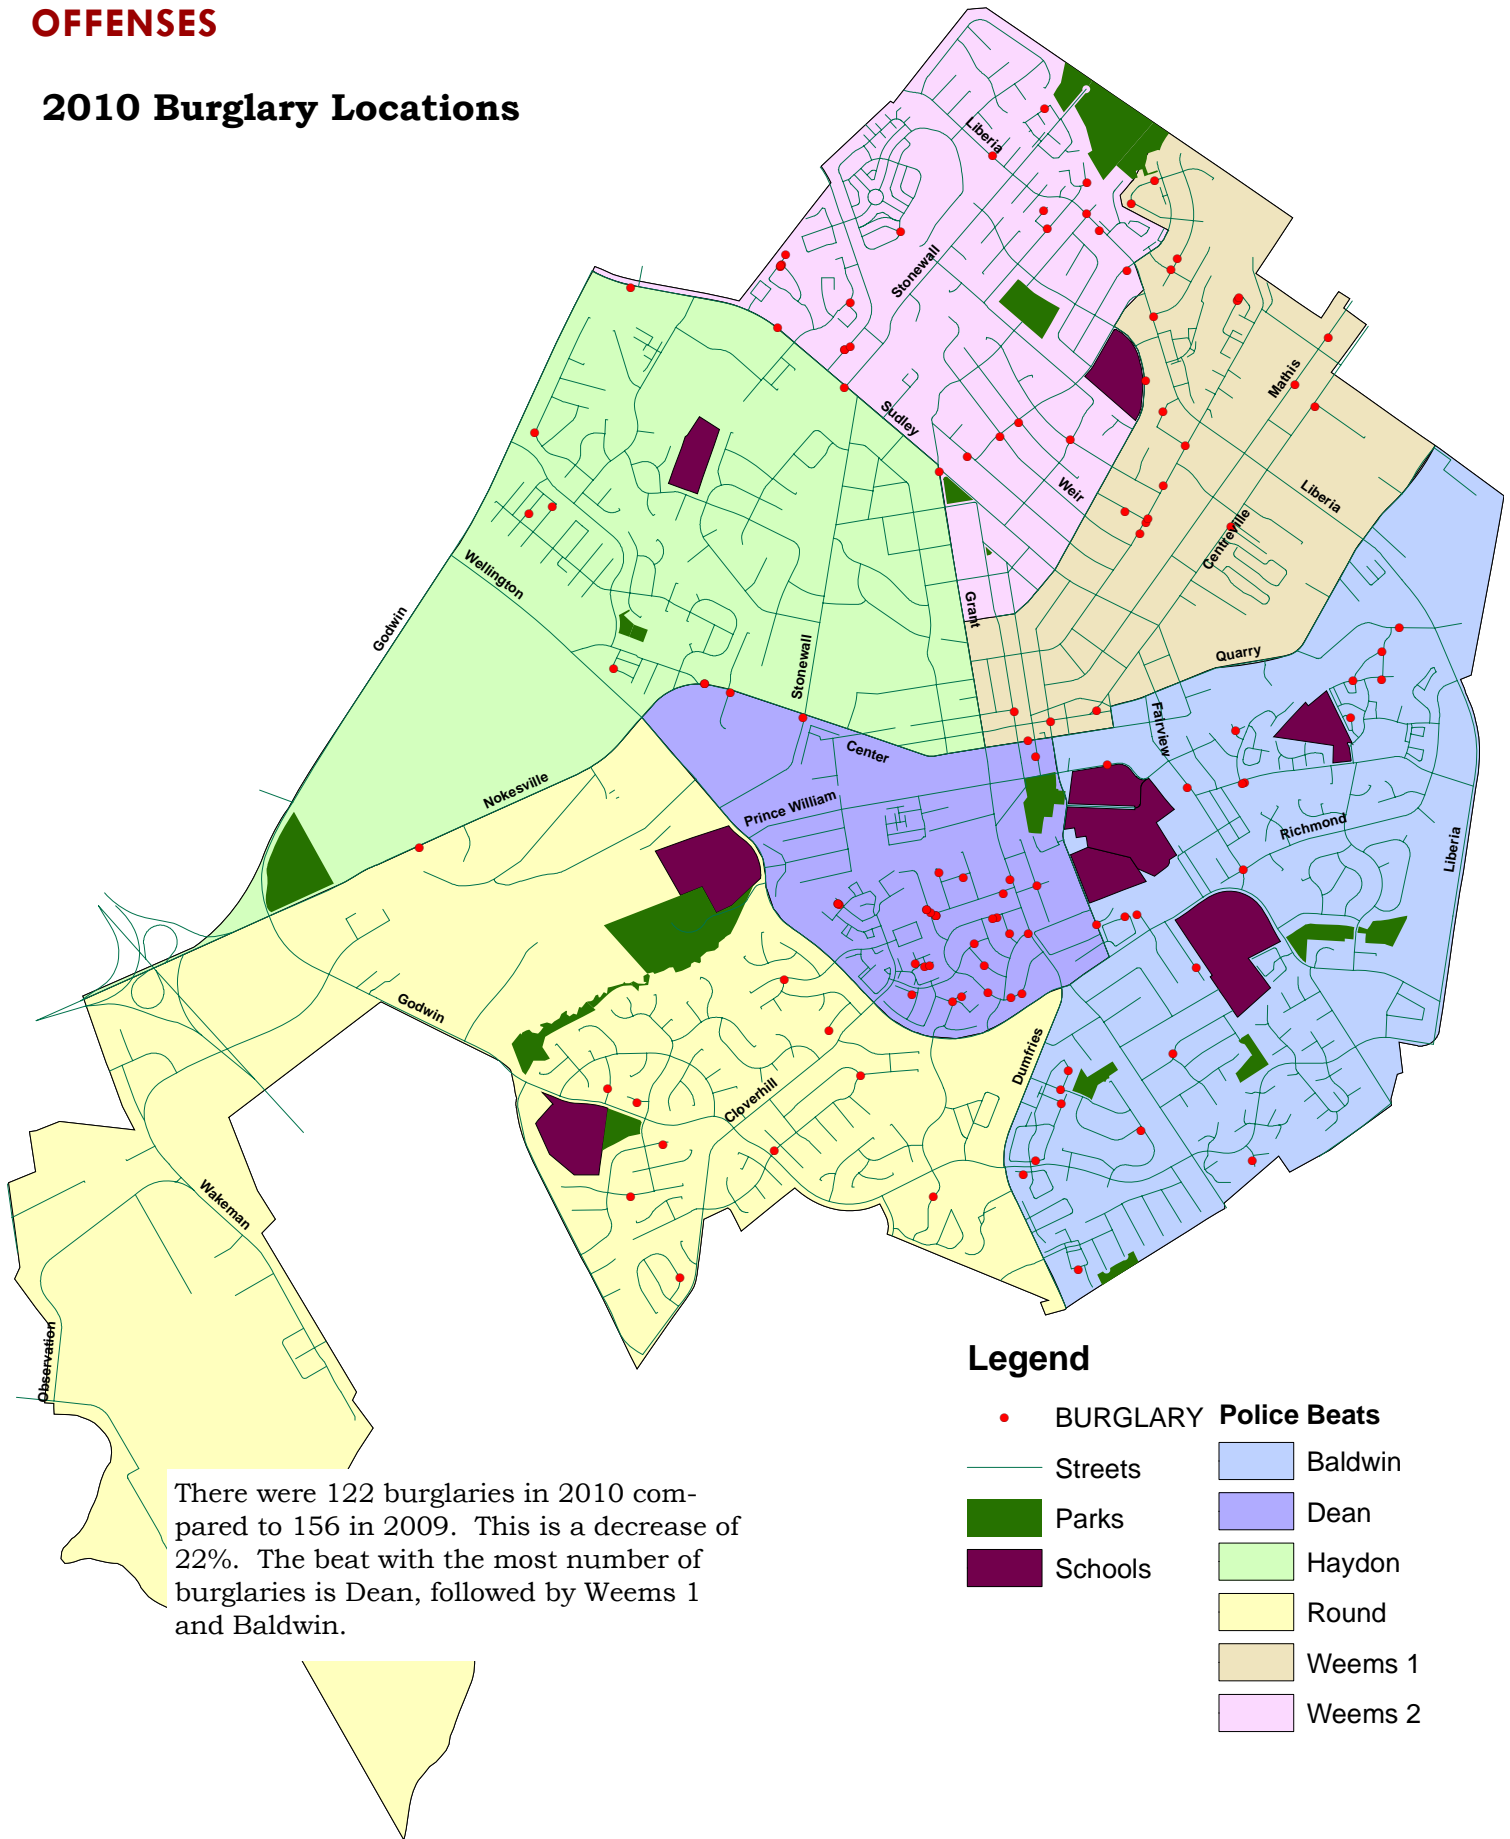 OFFENSES
2010 Burglary Locations
Liberia
Stonewall
Sudley
Mathis
Weir
Liberia
Centreville
Wellington
Grant
Godwin
Quarry
Stonewall
Fairview
Center
Nokesville
Prince William
Richmond
Liberia
Godwin
Dumfries
Cloverhill
Wakeman
Observation
Legend
BURGLARY
Streets
Parks
Schools
Police Beats
Baldwin
Dean
Haydon
Round
Weems 1
Weems 2
There were 122 burglaries in 2010 com-
pared to 156 in 2009.  This is a decrease of
22%.  The beat with the most number of
burglaries is Dean, followed by Weems 1
and Baldwin.